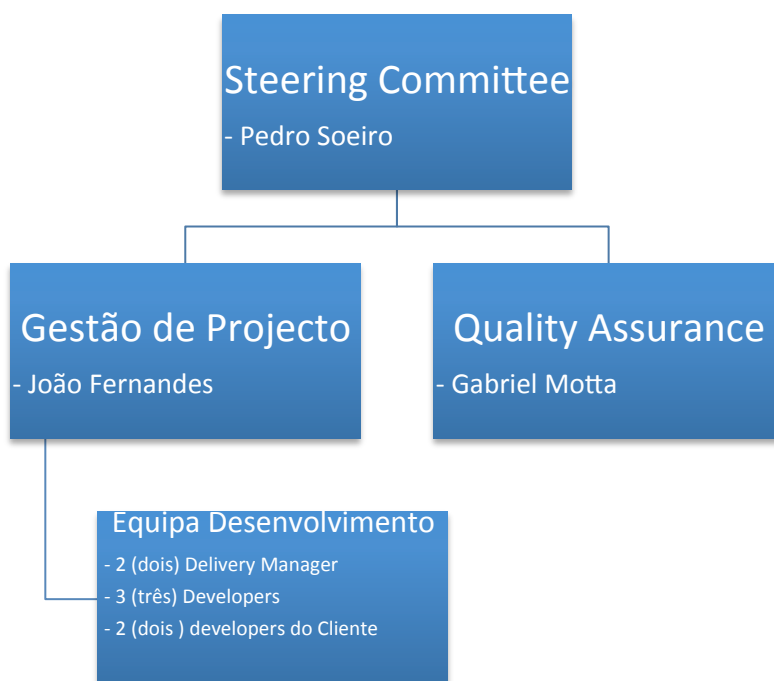 Steering Committee
- Pedro Soeiro
Gestão de Projecto
- João Fernandes
Quality Assurance
- Gabriel Motta
Equipa Desenvolvimento
- 2 (dois) Delivery Manager
- 3 (três) Developers
- 2 (dois ) developers do Cliente